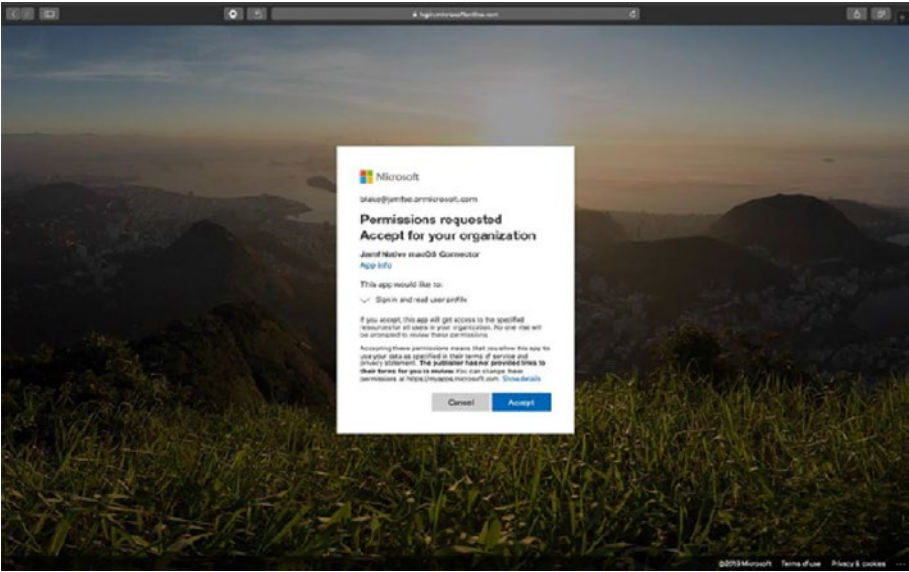 login.microsoftonline.com
Microsoft
Permissions requested
Accept for your organization
Jamf Native macOS Connector
App info
This app would like to:
Sign in and read user profile
If you accept, this app will get access to the specified
resources for all users in your organization. No one else will
be prompted to review these permissions.
Accepting these permissions means that you allow this app to
use your data as specified in their terms of service and
privacy statement. The publisher has not provided links to
their terms for you to review. You can change these
permissions at https://myapps.microsoft.com. Show details
Cancel
Accept
©2019 Microsoft Terms of use Privacy & cookies ...